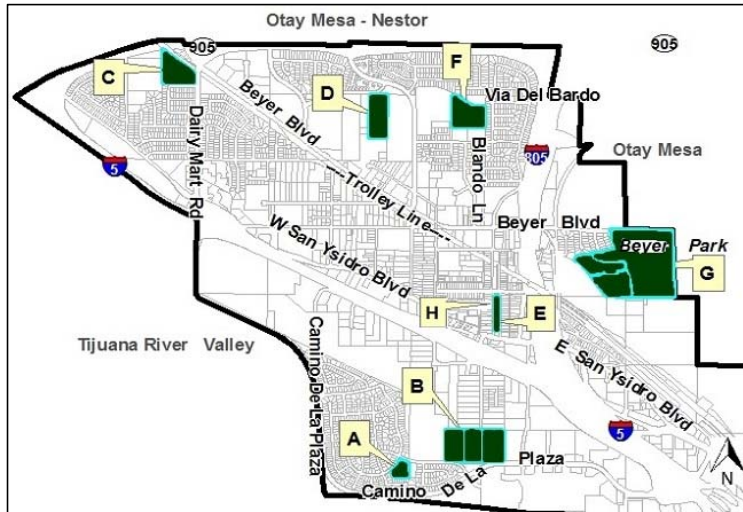 Otay Mesa - Nestor
905
905
C
F
D
Via Del Bardo
Beyer Blvd
Dairy Mart Rd
Blando Ln
805
Otay Mesa
5
---Trolley Line---
Beyer Blvd
W San Ysidro Blvd
Beyer Park
G
H
E
Tijuana River Valley
Camino De La Plaza
E San Ysidro Blvd
B
5
A
Camino De La Plaza
N